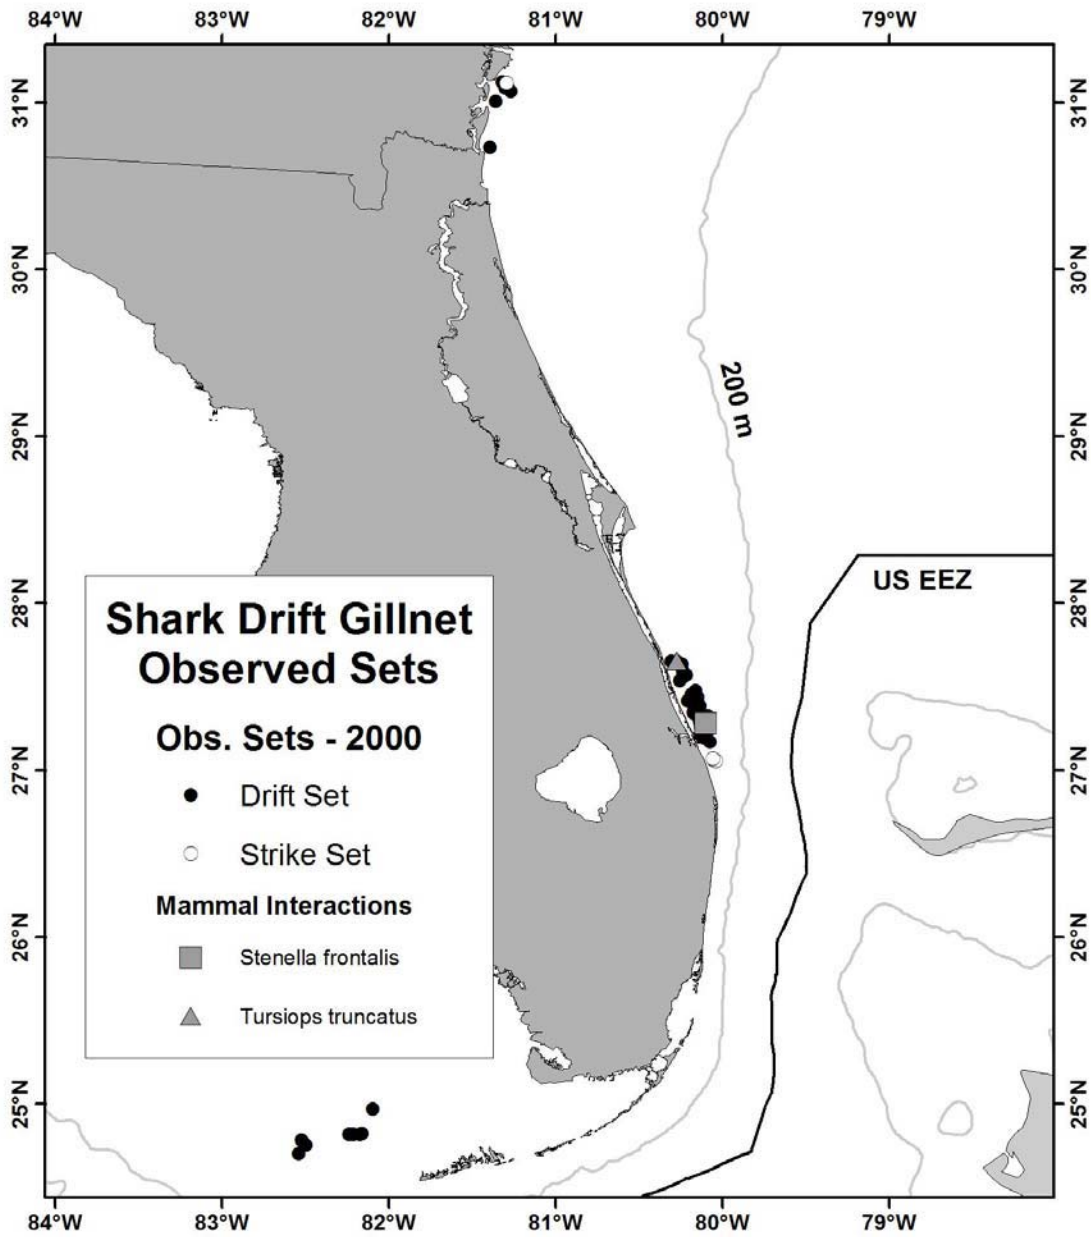 84°W 83°W 82°W 81°W 80°W 79°W
31°N 31°N
30°N 30°N
200 m
29°N 29°N
US EEZ
28°N 28°N
Shark Drift Gillnet
Observed Sets
Obs. Sets - 2000
Drift Set
Strike Set
Mammal Interactions
Stenella frontalis
Tursiops truncatus
27°N 27°N
26°N 26°N
25°N 25°N
84°W 83°W 82°W 81°W 80°W 79°W